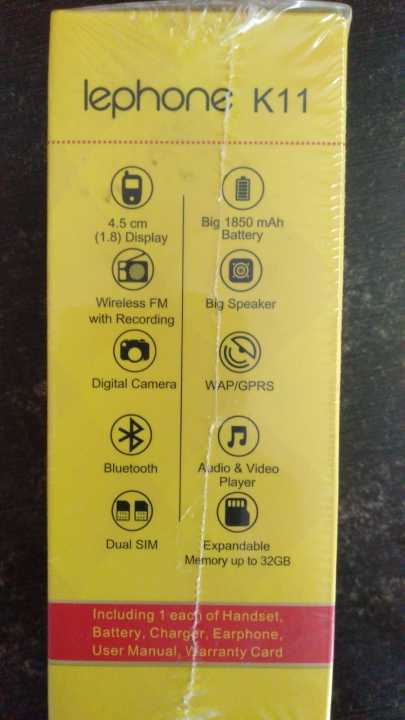 lephone K11
4.5 cm
(1.8) Display
Big 1850 mAh
Battery
Wireless FM
with Recording
Big Speaker
Digital Camera
WAP/GPRS
Bluetooth
Audio & Video
Player
Dual SIM
Expandable
Memory up to 32GB
Including 1 each of Handset,
Battery, Charger, Earphone,
User Manual, Warranty Card